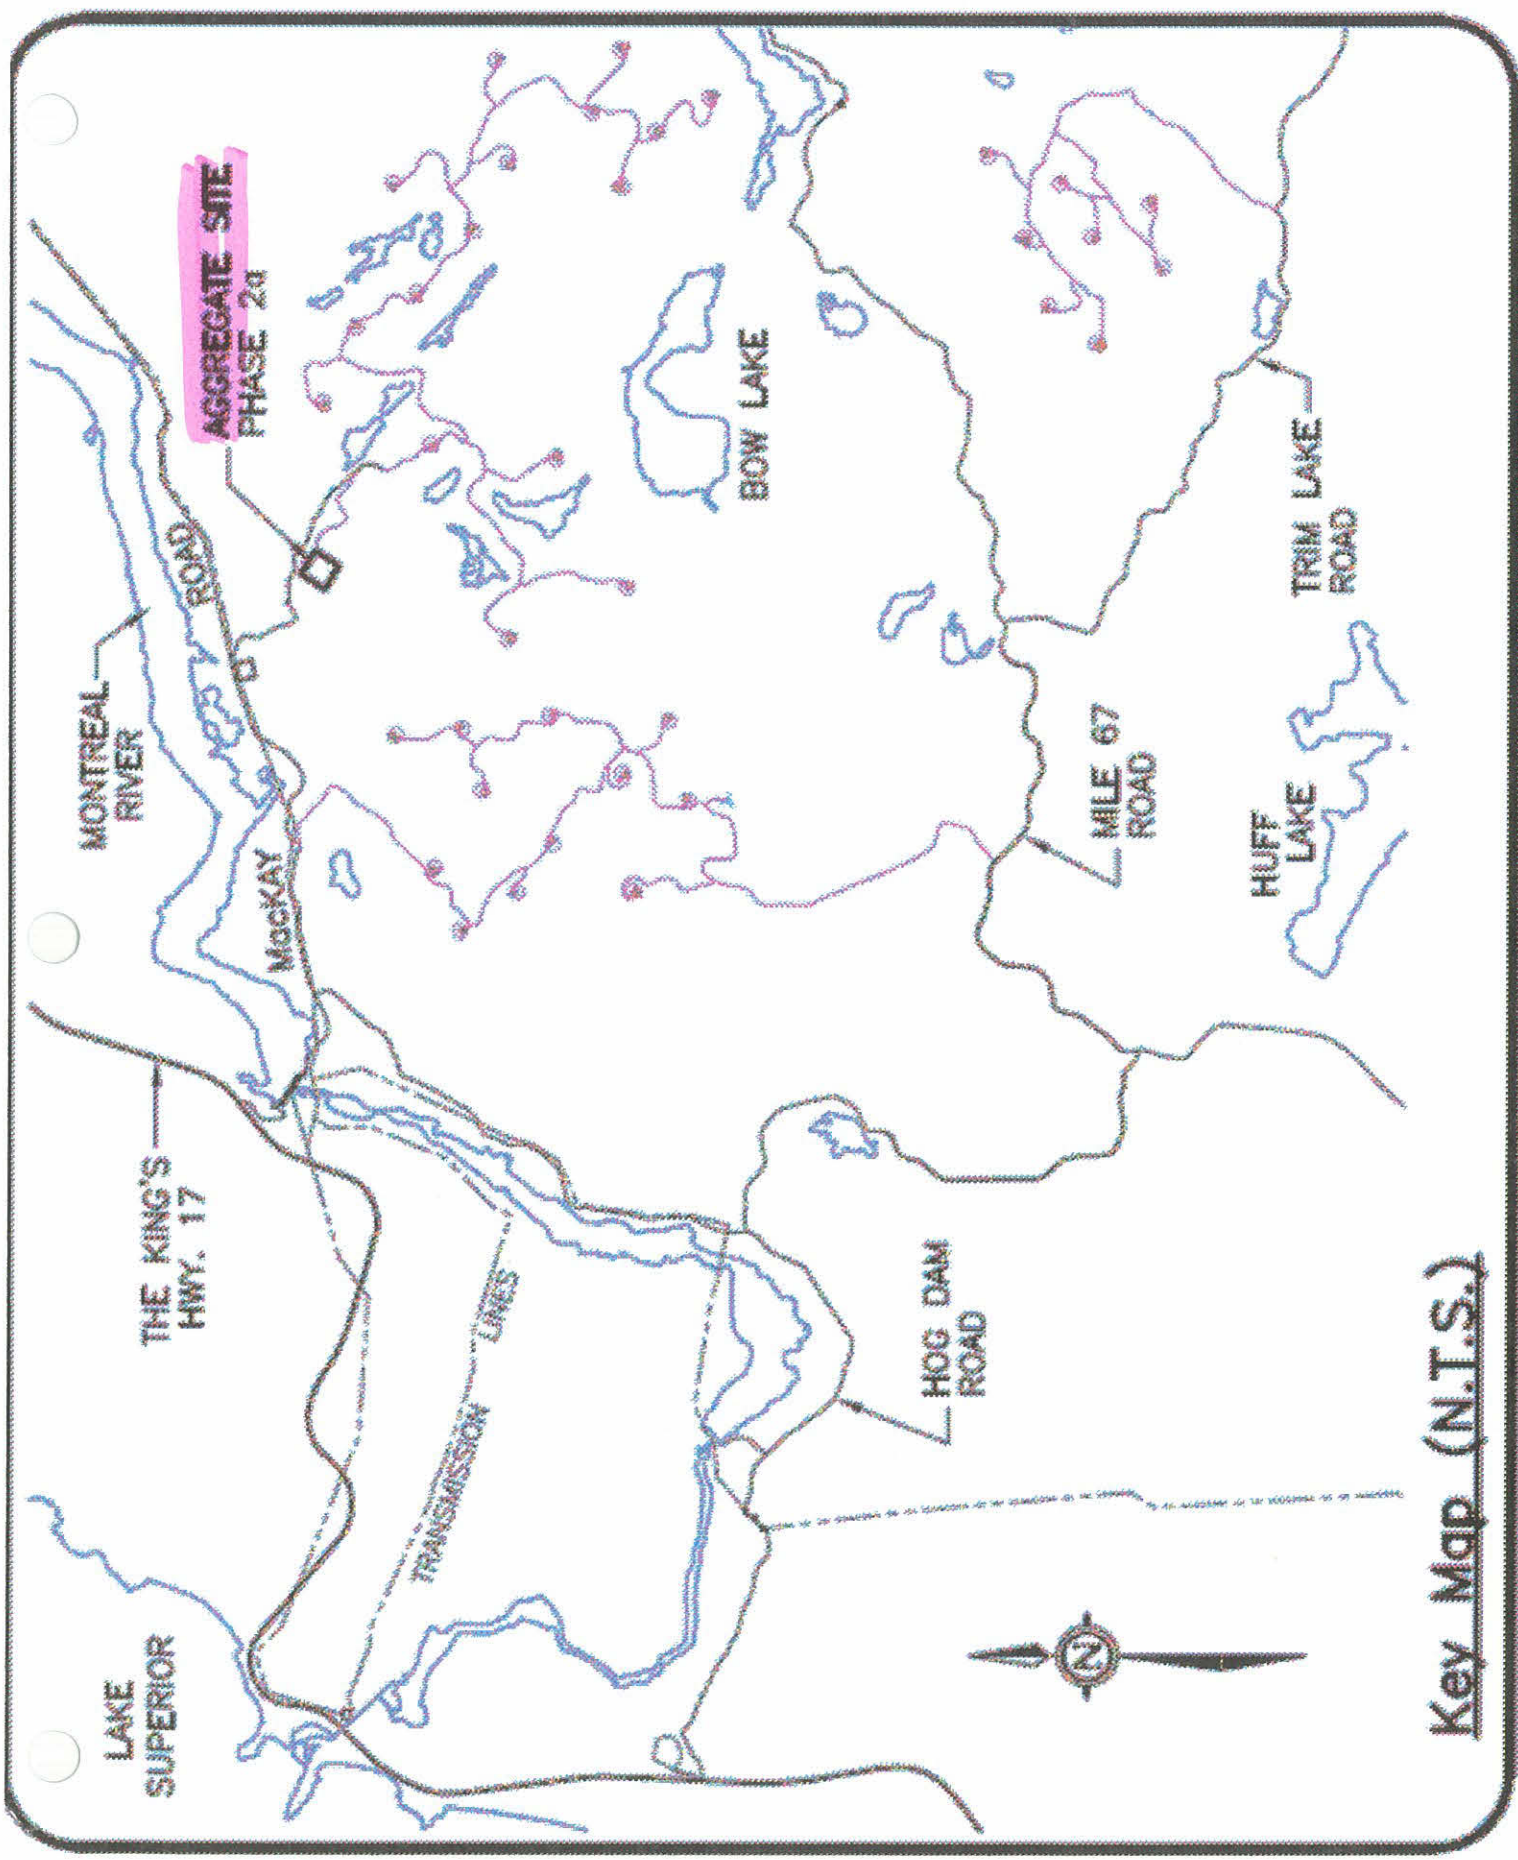 LAKE
SUPERIOR
THE KING'S
HWY. 17
MONTREAL
RIVER
AGGREGATE SITE
PHASE 2a
MacKAY
ROAD
TRANSMISSION
LINES
BOW LAKE
HOG DAM
ROAD
MILE 67
ROAD
HUFF
LAKE
TRIM LAKE
ROAD
N
Key Map (N.T.S.)